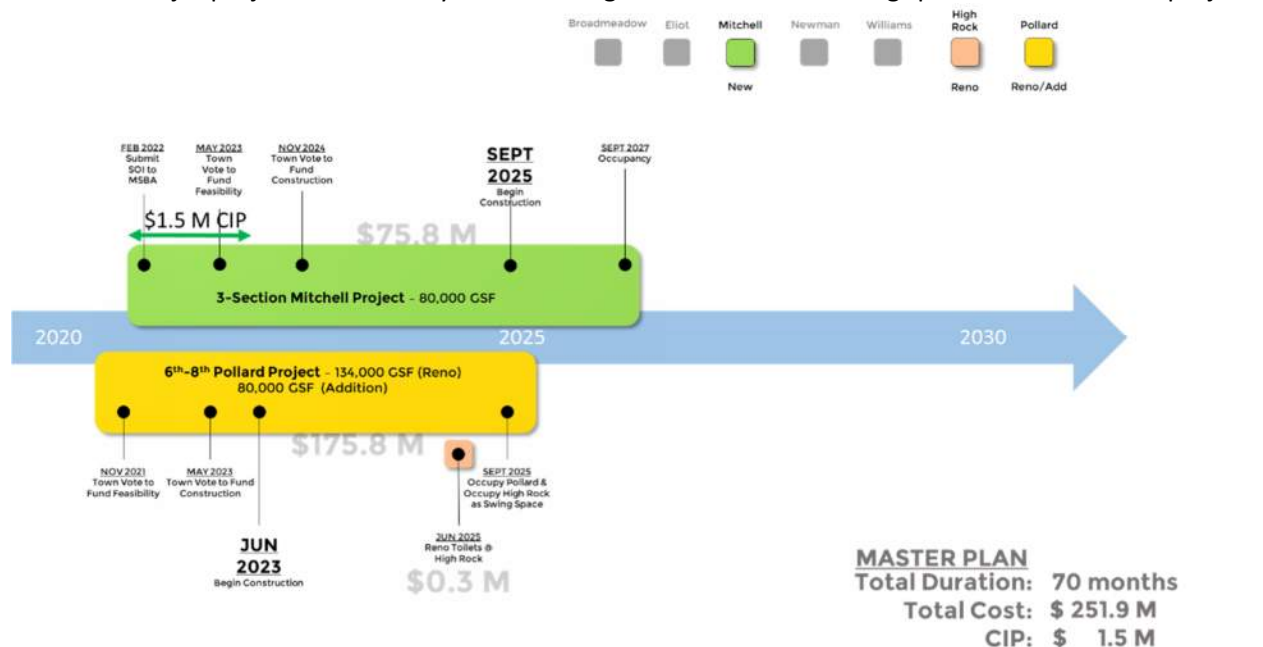 Broadmeadow
Eliot
Mitchell
Newman
Williams
High
Rock
Pollard
New
Reno
Reno/Add
FEB 2022
Submit
SOI to
MSBA
MAY 2023
Town
Vote to
Fund
Feasibility
NOV 2024
Town Vote to
Fund
Construction
SEPT
2025
Begin
Construction
SEPT 2027
Occupancy
$1.5 M CIP
$75.8 M
3-Section Mitchell Project - 80,000 GSF
2020
2025
2030
6th-8th Pollard Project - 134,000 GSF (Reno)
80,000 GSF (Addition)
$175.8 M
NOV 2021
Town Vote to
Fund Feasibility
MAY 2023
Town Vote to Fund
Construction
JUN
2023
Begin Construction
JUN 2025
Reno Toilets @
High Rock
$0.3 M
SEPT 2025
Occupy Pollard &
Occupy High Rock
as Swing Space
MASTER PLAN
Total Duration: 70 months
Total Cost: $ 251.9 M
CIP: $ 1.5 M